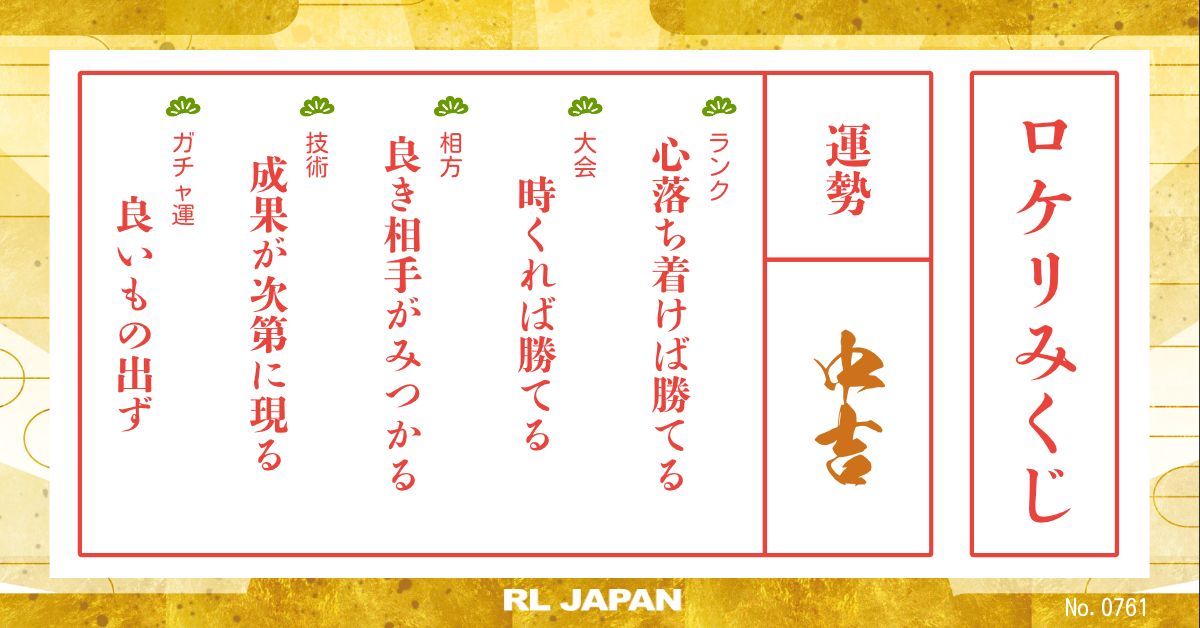 ロケリみくじ
運勢
中吉
ランク
心落ち着けば勝てる
大会
時くれば勝てる
相方
良き相手がみつかる
技術
成果が次第に現る
ガチャ運
良いもの出ず
RL JAPAN
No. 0761